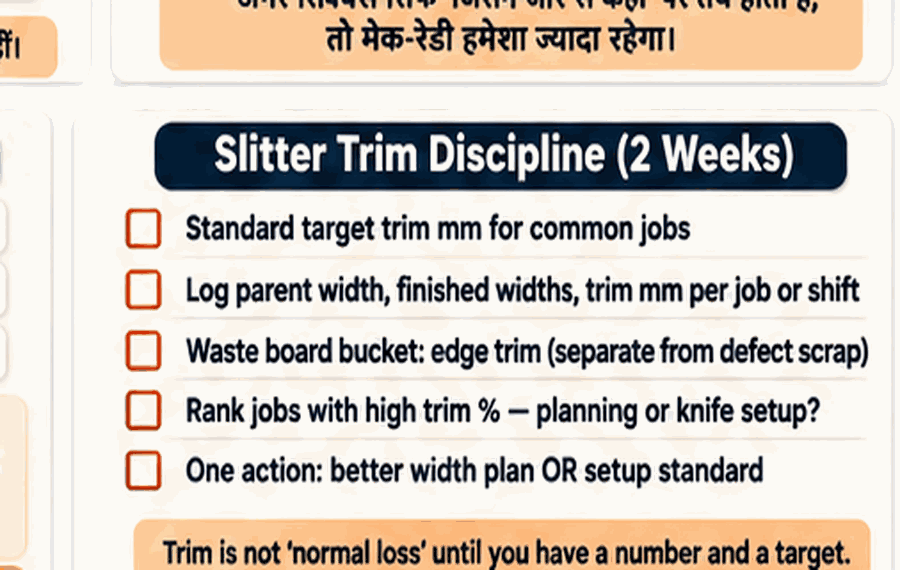 तो मेक-रेडी हमेशा ज्यादा रहेगा।
Slitter Trim Discipline (2 Weeks)
Standard target trim mm for common jobs
Log parent width, finished widths, trim mm per job or shift
Waste board bucket: edge trim (separate from defect scrap)
Rank jobs with high trim % — planning or knife setup?
One action: better width plan OR setup standard
Trim is not 'normal loss' until you have a number and a target.